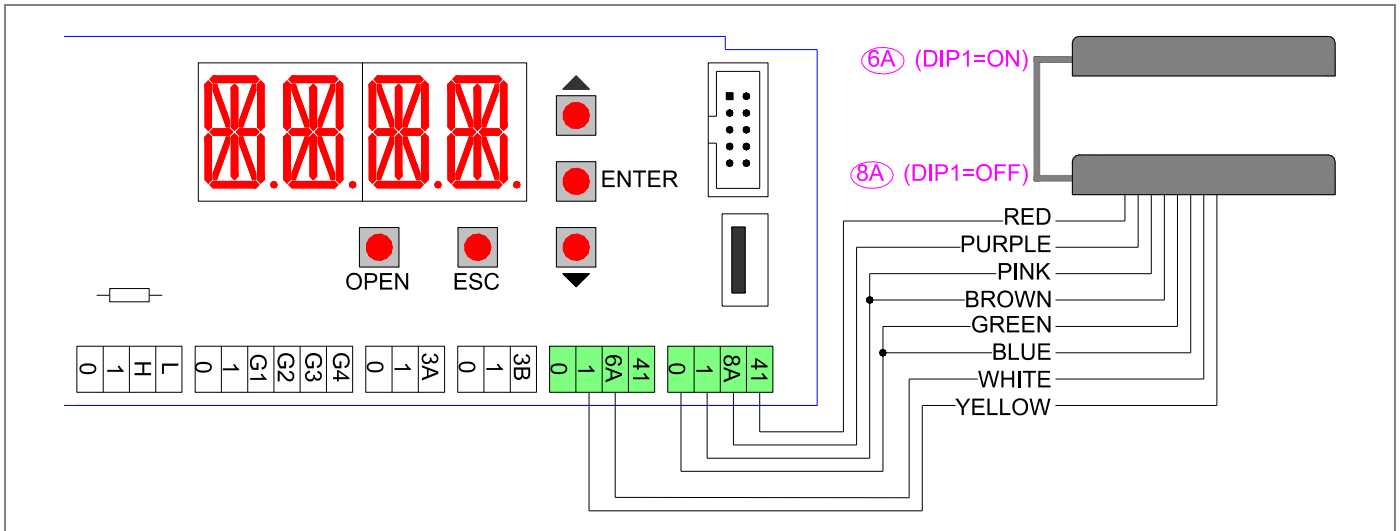 6A (DIP1=ON)
8A (DIP1=OFF)
ENTER
OPEN ESC
RED
PURPLE
PINK
BROWN
GREEN
BLUE
WHITE
YELLOW
0 1 H L 0 1 G1 G2 G3 G4 0 1 3A 0 1 3B 0 1 6A 41 0 1 8A 41